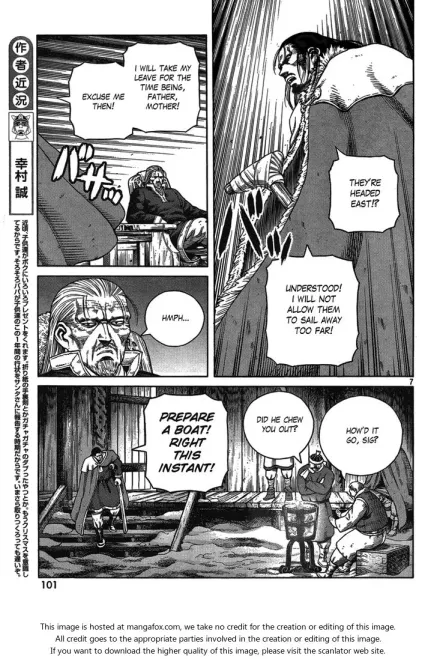 THEY'RE
HEADED
EAST!?
UNDERSTOOD!
I WILL
NOT ALLOW
THEM TO
SAIL AWAY
TOO FAR!
I WILL TAKE MY
LEAVE FOR THE
TIME BEING,
FATHER,
MOTHER!
EXCUSE ME
THEN!
バサッ
HMPH...
7
HOW'D IT
GO, SIG?
DID HE CHEW
YOU OUT?
PREPARE
A BOAT!
RIGHT
THIS
INSTANT!
作者近況
幸村誠
101
This image is hosted at mangafox.com, we take no credit for the creation or editing of this image.
All credit goes to the appropriate parties involved in the creation or editing of this image.
If you want to download the higher quality of this image, please visit the scanlator web site.